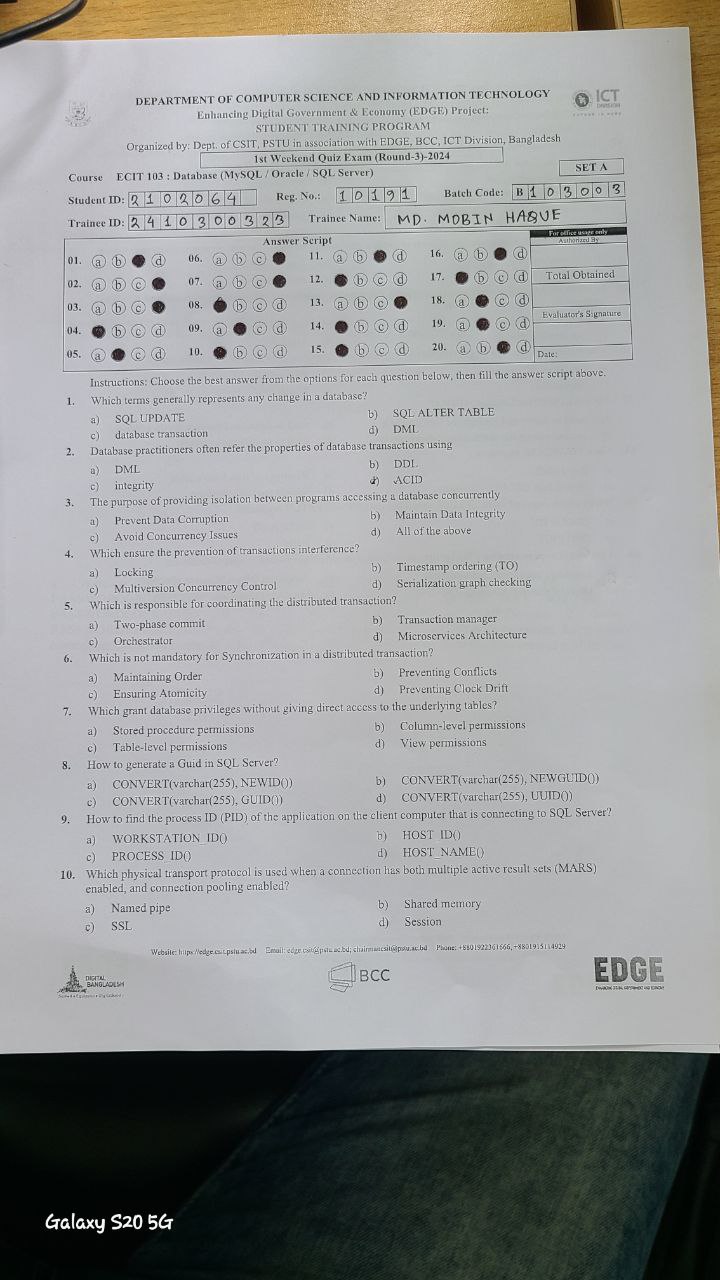 DEPARTMENT OF COMPUTER SCIENCE AND INFORMATION TECHNOLOGY
Enhancing Digital Government & Economy (EDGE) Project:
STUDENT TRAINING PROGRAM
Organized by: Dept. of CSIT, PSTU in association with EDGE, BCC, ICT Division, Bangladesh
1st Weekend Quiz Exam (Round-3)-2024
ICT
DIVISION
SET A
Course ECIT 103 : Database (MySQL / Oracle / SQL Server)
Student ID: 2102064 Reg. No.: 10191 Batch Code: B103003
Trainee ID: 2410300323 Trainee Name: MD. MOBIN HAQUE
Answer Script
For office usage only
Authorized By
01. a b d 06. a b c 11. a b d 16. a b d
02. a b c 07. a b c 12. b c d 17. b c d
Total Obtained
03. a b c 08. b c d 13. a b c 18. a c d
04. b c d 09. a c d 14. b c d 19. a c d
Evaluator's Signature
05. a c d 10. b c d 15. b c d 20. a b d
Date:
Instructions: Choose the best answer from the options for each question below, then fill the answer script above.
1. Which terms generally represents any change in a database?
a) SQL UPDATE b) SQL ALTER TABLE
c) database transaction d) DML
2. Database practitioners often refer the properties of database transactions using
a) DML b) DDL
c) integrity d) ACID
3. The purpose of providing isolation between programs accessing a database concurrently
a) Prevent Data Corruption b) Maintain Data Integrity
c) Avoid Concurrency Issues d) All of the above
4. Which ensure the prevention of transactions interference?
a) Locking b) Timestamp ordering (TO)
c) Multiversion Concurrency Control d) Serialization graph checking
5. Which is responsible for coordinating the distributed transaction?
a) Two-phase commit b) Transaction manager
c) Orchestrator d) Microservices Architecture
6. Which is not mandatory for Synchronization in a distributed transaction?
a) Maintaining Order b) Preventing Conflicts
c) Ensuring Atomicity d) Preventing Clock Drift
7. Which grant database privileges without giving direct access to the underlying tables?
a) Stored procedure permissions b) Column-level permissions
c) Table-level permissions d) View permissions
8. How to generate a Guid in SQL Server?
a) CONVERT(varchar(255), NEWID()) b) CONVERT(varchar(255), NEWGUID())
c) CONVERT(varchar(255), GUID()) d) CONVERT(varchar(255), UUID())
9. How to find the process ID (PID) of the application on the client computer that is connecting to SQL Server?
a) WORKSTATION_ID() b) HOST_ID()
c) PROCESS_ID() d) HOST_NAME()
10. Which physical transport protocol is used when a connection has both multiple active result sets (MARS)
enabled, and connection pooling enabled?
a) Named pipe b) Shared memory
c) SSL d) Session
Website: https://edge.csit.pstu.ac.bd Email: edge.csit@pstu.ac.bd; chairmancsit@pstu.ac.bd Phone: +8801922361666, +8801915114929
DIGITAL
BANGLADESH
BCC
EDGE
Galaxy S20 5G